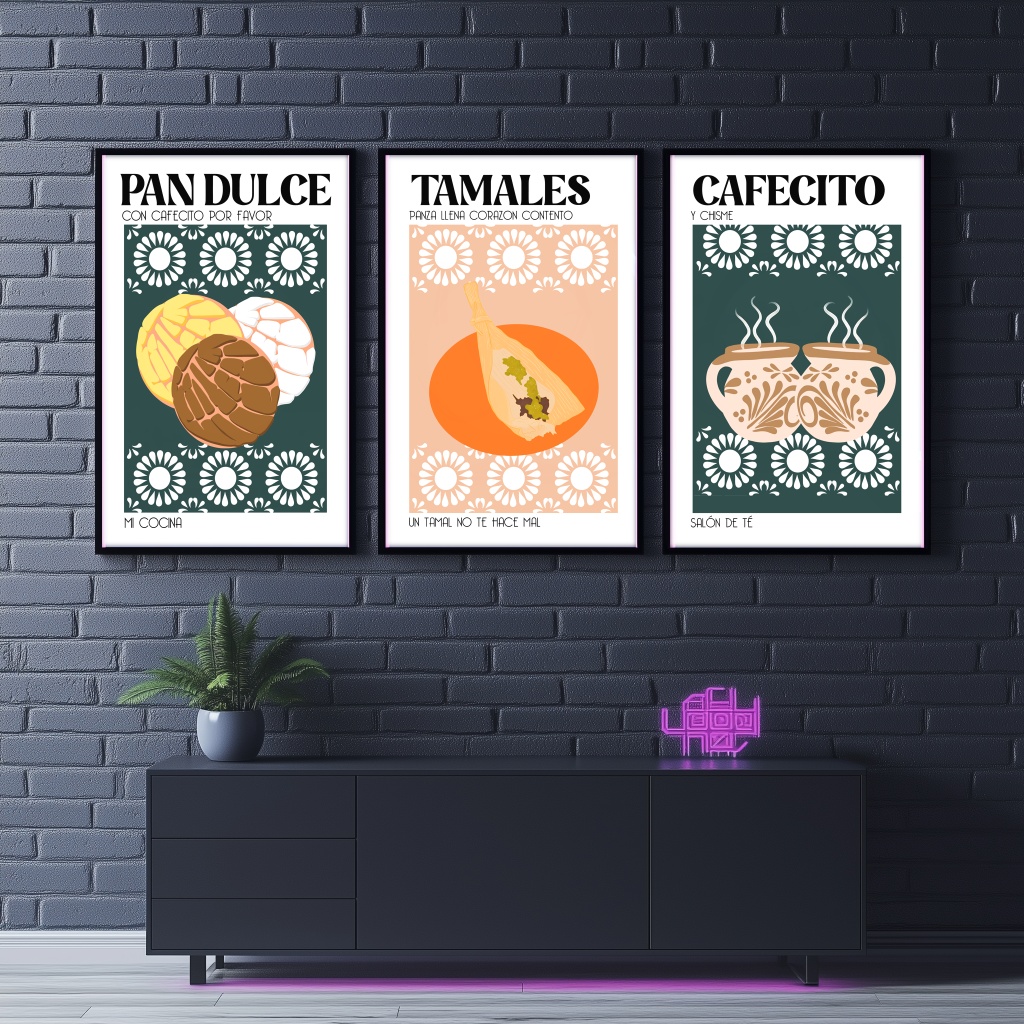 PAN DULCE
CON CAFECITO POR FAVOR
MI COCINA
TAMALES
PANZA LLENA CORAZON CONTENTO
UN TAMAL NO TE HACE MAL
CAFECITO
Y CHISME
SALÓN DE TÉ